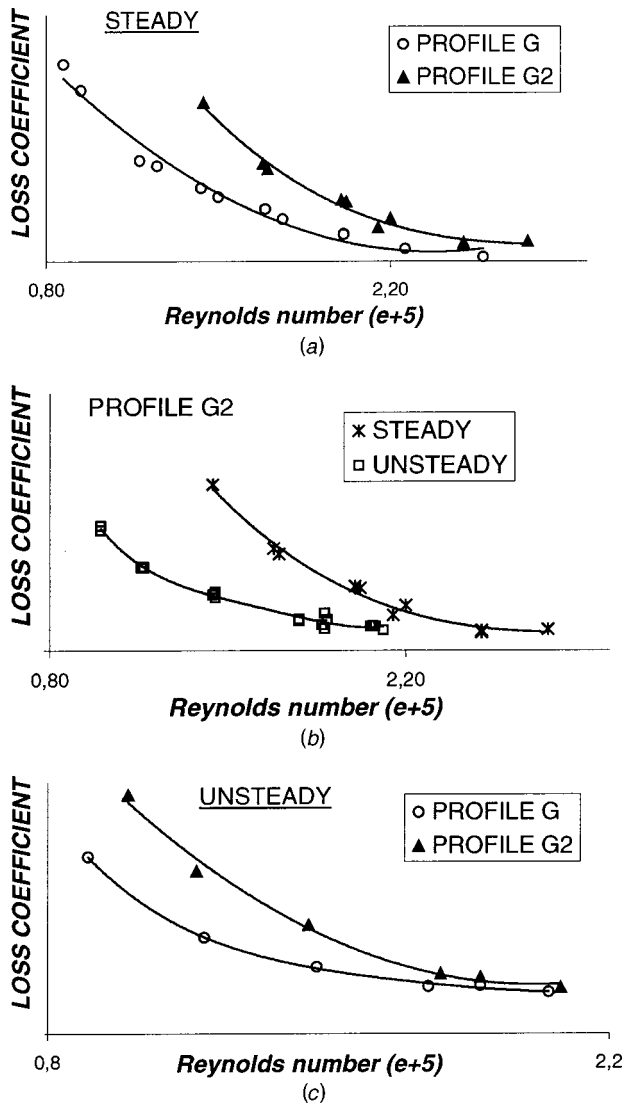 STEADY
PROFILE G
PROFILE G2
LOSS COEFFICIENT
0,80
2,20
Reynolds number (e+5)
(a)
PROFILE G2
STEADY
UNSTEADY
LOSS COEFFICIENT
0,80
2,20
Reynolds number (e+5)
(b)
UNSTEADY
PROFILE G
PROFILE G2
LOSS COEFFICIENT
0,8
2,2
Reynolds number (e+5)
(c)